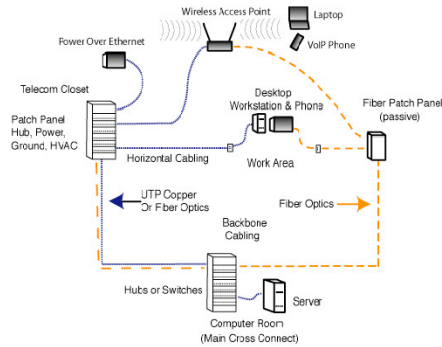 Wireless Access Point
Laptop
Power Over Ethernet
VoIP Phone
Telecom Closet
Desktop
Workstation & Phone
Fiber Patch Panel
(passive)
Patch Panel
Hub, Power,
Ground, HVAC
Horizontal Cabling
Work Area
UTP Copper
Or Fiber Optics
Fiber Optics
Backbone
Cabling
Hubs or Switches
Server
Computer Room
(Main Cross Connect)